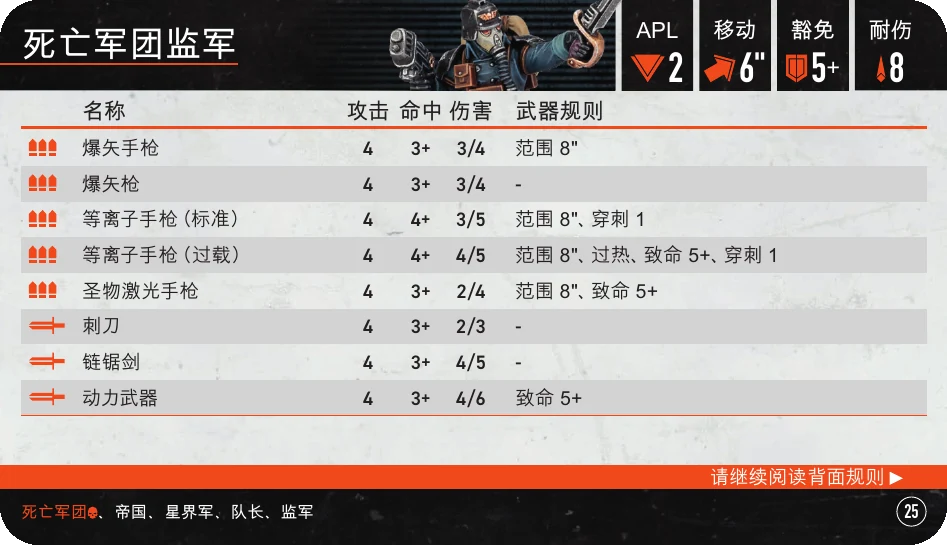 死亡军团监军
APL 移动 豁免 耐伤
2 6" 5+ 8
名称 攻击 命中 伤害 武器规则
爆矢手枪 4 3+ 3/4 范围 8"
爆矢枪 4 3+ 3/4 -
等离子手枪（标准） 4 4+ 3/5 范围 8"、穿刺 1
等离子手枪（过载） 4 4+ 4/5 范围 8"、过热、致命 5+、穿刺 1
圣物激光手枪 4 3+ 2/4 范围 8"、致命 5+
刺刀 4 3+ 2/3 -
链锯剑 4 3+ 4/5 -
动力武器 4 3+ 4/6 致命 5+
请继续阅读背面规则 ▶
死亡军团、帝国、星界军、队长、监军
25